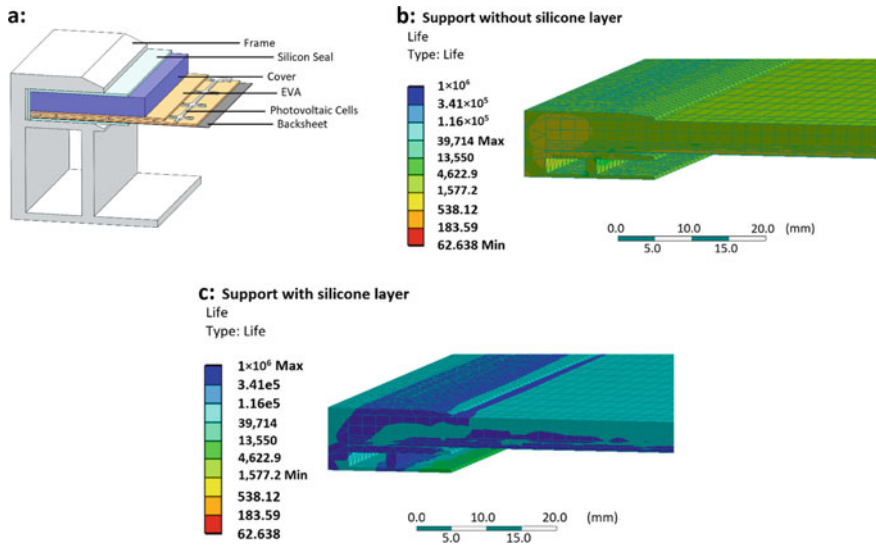 a:
Frame
Silicon Seal
Cover
EVA
Photovoltaic Cells
Backsheet
b: Support without silicone layer
Life
Type: Life
1×10⁶
3.41×10⁵
1.16×10⁵
39,714 Max
13,550
4,622.9
1,577.2
538.12
183.59
62.638 Min
0.0 10.0 20.0 (mm)
5.0 15.0
c: Support with silicone layer
Life
Type: Life
1×10⁶ Max
3.41e5
1.16e5
39,714
13,550
4,622.9
1,577.2 Min
538.12
183.59
62.638
0.0 10.0 20.0 (mm)
5.0 15.0